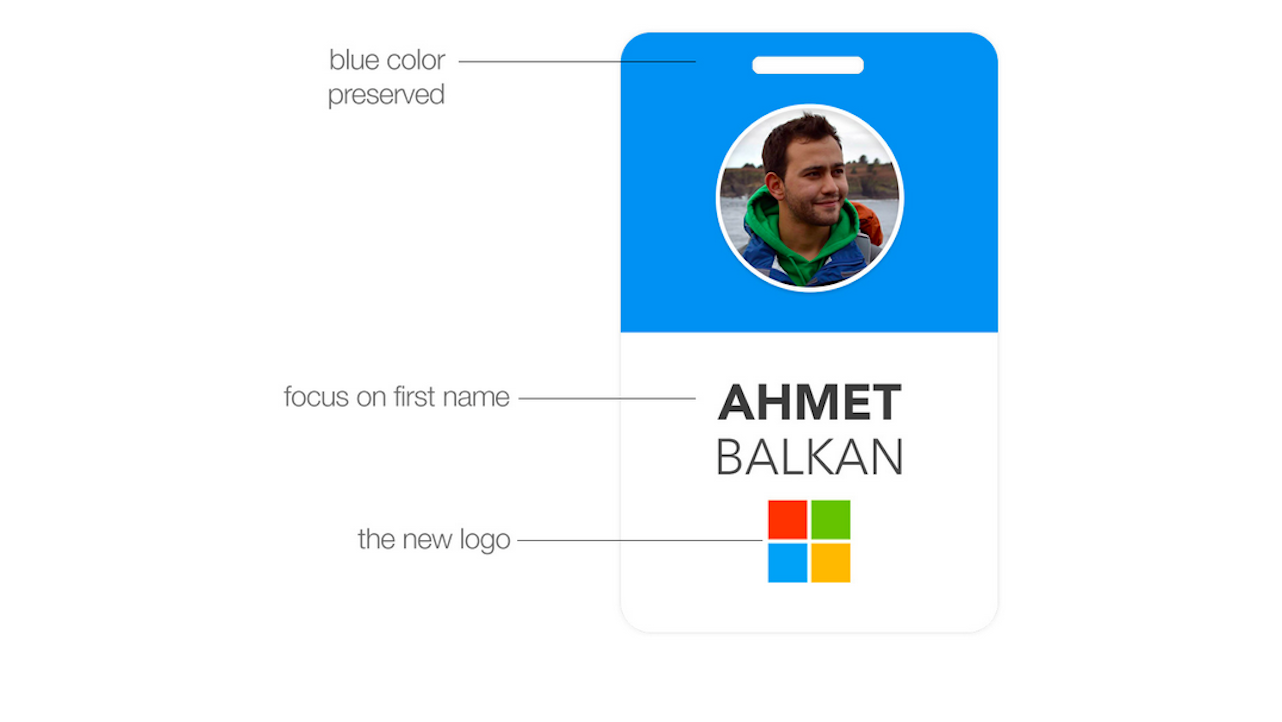 blue color
preserved
focus on first name
AHMET
BALKAN
the new logo